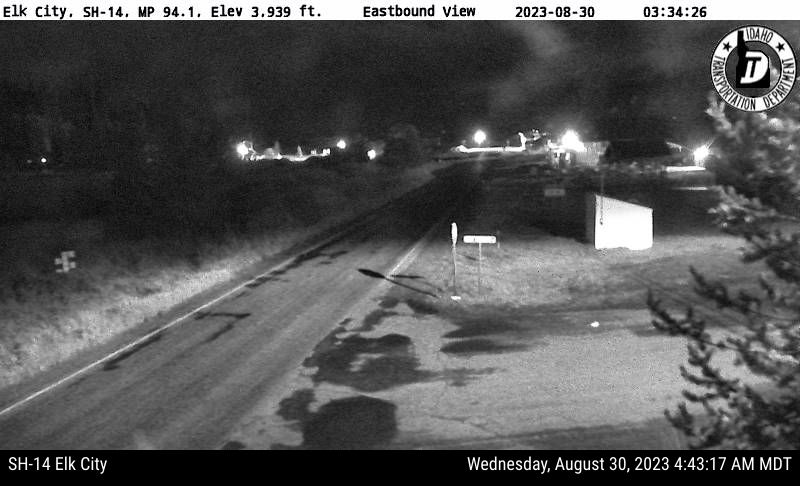 Elk City, SH-14, MP 94.1, Elev 3,939 ft. Eastbound View 2023-08-30 03:34:26
IDAHO
TRANSPORTATION DEPARTMENT
SH-14 Elk City Wednesday, August 30, 2023 4:43:17 AM MDT